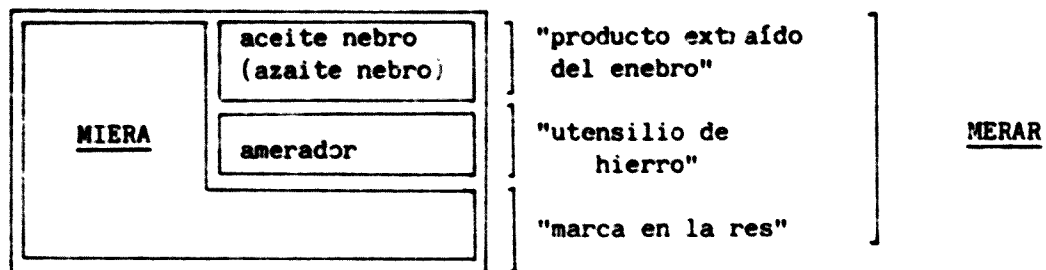 aceite nebro
(azaite nebro)
"producto extraído
del enebro"
MIERA
amerador
"utensilio de
hierro"
MERAR
"marca en la res"